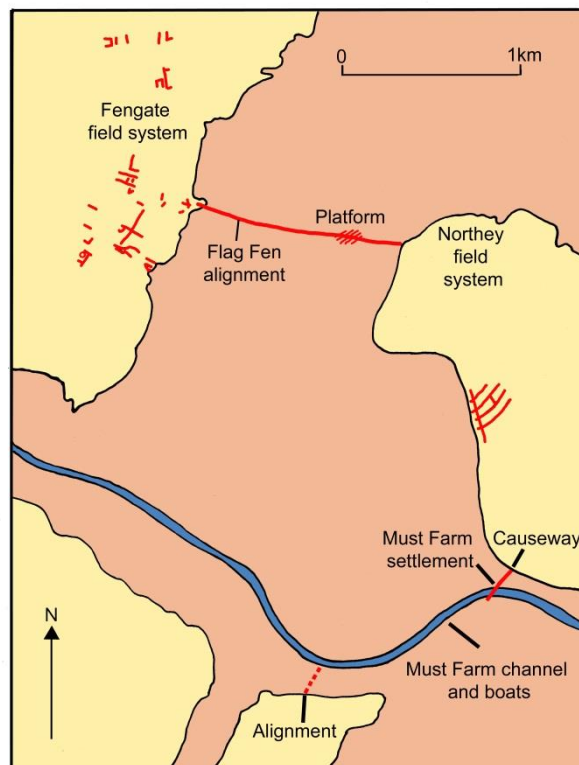 0 1km
Fengate
field system
Platform
Flag Fen
alignment
Northey
field
system
Must Farm
settlement
Causeway
N
Must Farm channel
and boats
Alignment